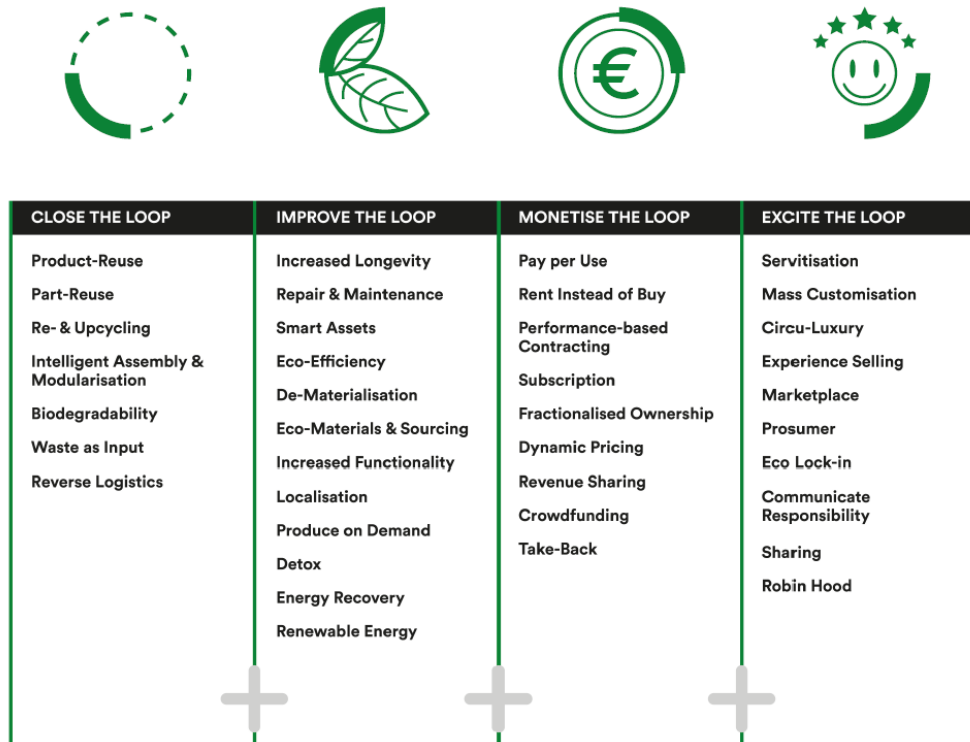 €
CLOSE THE LOOP
Product-Reuse
Part-Reuse
Re- & Upcycling
Intelligent Assembly &
Modularisation
Biodegradability
Waste as Input
Reverse Logistics
IMPROVE THE LOOP
Increased Longevity
Repair & Maintenance
Smart Assets
Eco-Efficiency
De-Materialisation
Eco-Materials & Sourcing
Increased Functionality
Localisation
Produce on Demand
Detox
Energy Recovery
Renewable Energy
MONETISE THE LOOP
Pay per Use
Rent Instead of Buy
Performance-based
Contracting
Subscription
Fractionalised Ownership
Dynamic Pricing
Revenue Sharing
Crowdfunding
Take-Back
EXCITE THE LOOP
Servitisation
Mass Customisation
Circu-Luxury
Experience Selling
Marketplace
Prosumer
Eco Lock-in
Communicate
Responsibility
Sharing
Robin Hood